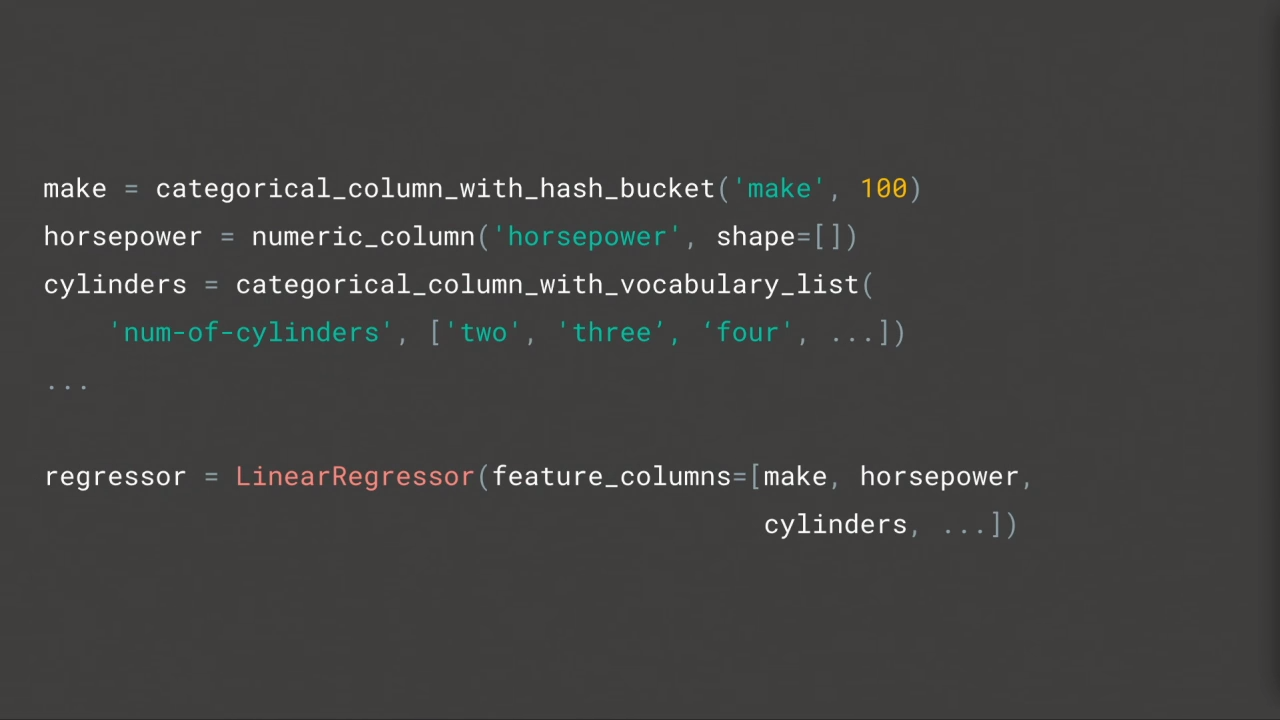 make = categorical_column_with_hash_bucket('make', 100)
horsepower = numeric_column('horsepower', shape=[])
cylinders = categorical_column_with_vocabulary_list(
    'num-of-cylinders', ['two', 'three’, ‘four', ...])
...
regressor = LinearRegressor(feature_columns=[make, horsepower,
                                             cylinders, ...])